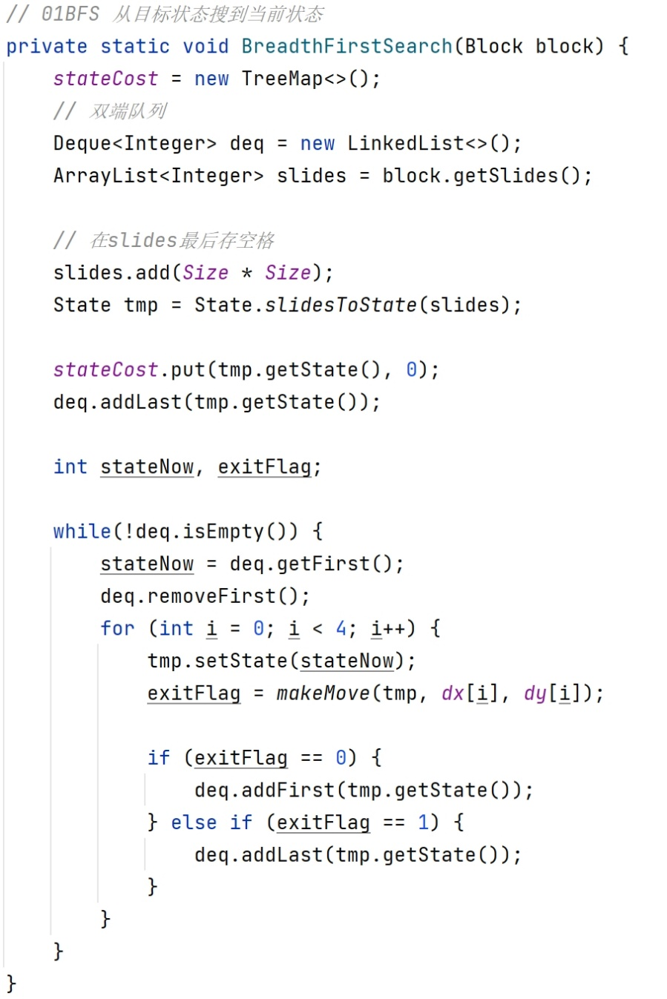 // 01BFS 从目标状态搜到当前状态
private static void BreadthFirstSearch(Block block) {
    stateCost = new TreeMap<>();
    // 双端队列
    Deque<Integer> deq = new LinkedList<>();
    ArrayList<Integer> slides = block.getSlides();

    // 在slides最后存空格
    slides.add(Size * Size);
    State tmp = State.slidesToState(slides);

    stateCost.put(tmp.getState(), 0);
    deq.addLast(tmp.getState());

    int stateNow, exitFlag;

    while(!deq.isEmpty()) {
        stateNow = deq.getFirst();
        deq.removeFirst();
        for (int i = 0; i < 4; i++) {
            tmp.setState(stateNow);
            exitFlag = makeMove(tmp, dx[i], dy[i]);

            if (exitFlag == 0) {
                deq.addFirst(tmp.getState());
            } else if (exitFlag == 1) {
                deq.addLast(tmp.getState());
            }
        }
    }
}